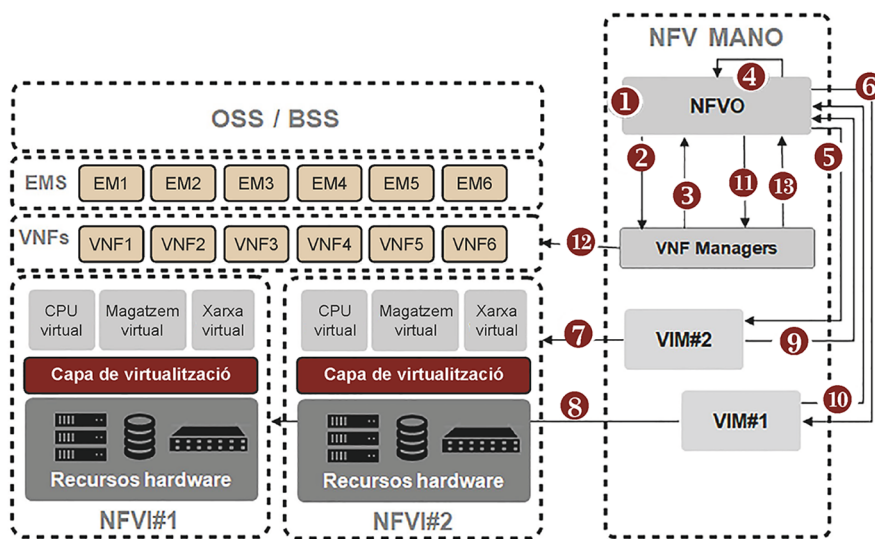 NFV MANO
4
6
1
NFVO
OSS / BSS
2
5
3
11
13
EMS
EM1
EM2
EM3
EM4
EM5
EM6
VNFs
VNF1
VNF2
VNF3
VNF4
VNF5
VNF6
12
VNF Managers
CPU
virtual
Magatzem
virtual
Xarxa
virtual
CPU
virtual
Magatzem
virtual
Xarxa
virtual
7
VIM#2
9
Capa de virtualització
Capa de virtualització
8
VIM#1
10
Recursos hardware
Recursos hardware
NFVI#1
NFVI#2